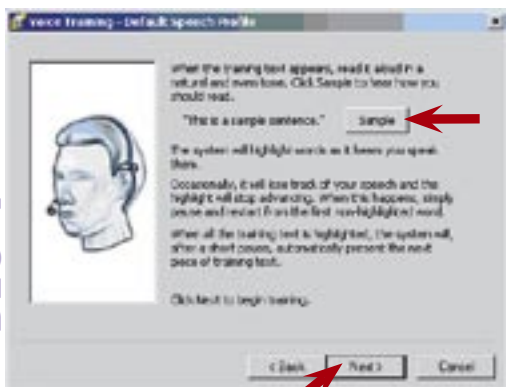 Voice Training - Default Speech Profile
When the training text appears, read it aloud in a
natural and even tone. Click Sample to hear how you
should read.
"This is a sample sentence."
Sample
The system will highlight words as it hears you speak
them.
Occasionally, it will lose track of your speech and the
highlight will stop advancing. When this happens, simply
pause and restart from the first non-highlighted word.
When all the training text is highlighted, the system will,
after a short pause, automatically present the next
piece of training text.
Click Next to begin training.
< Back
Next >
Cancel